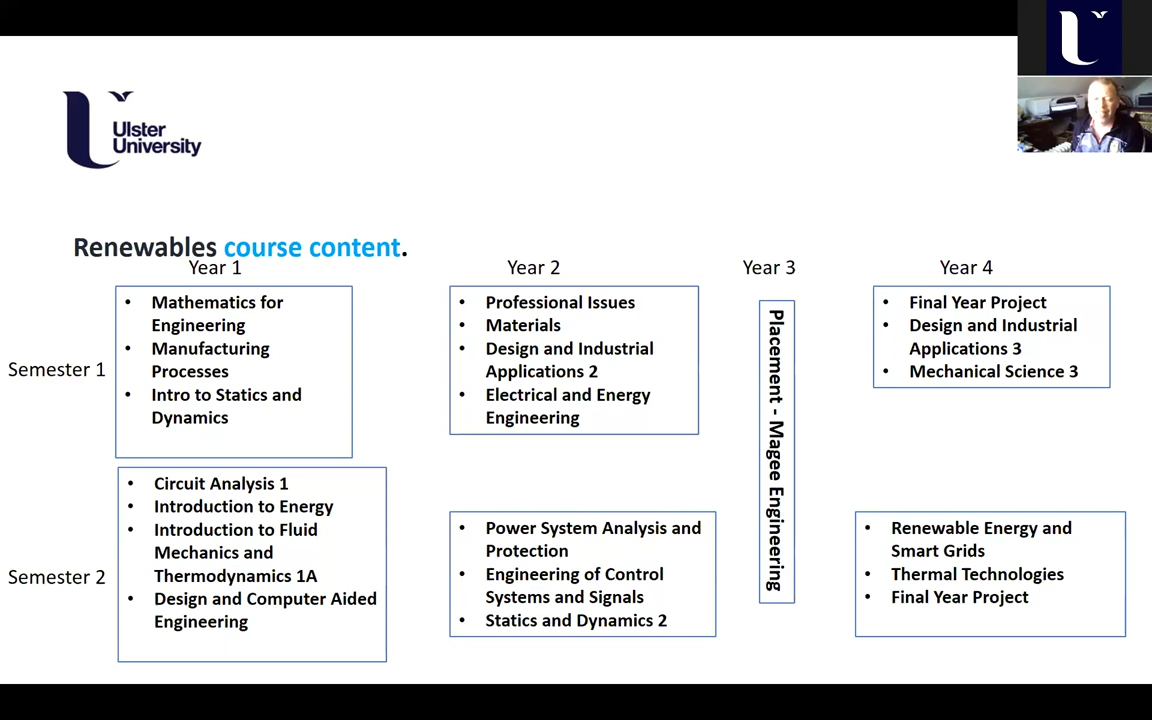 Ulster
University
Renewables course content.
Year 1
Year 2
Year 3
Year 4
Semester 1
• Mathematics for
Engineering
• Manufacturing
Processes
• Intro to Statics and
Dynamics
• Professional Issues
• Materials
• Design and Industrial
Applications 2
• Electrical and Energy
Engineering
Placement - Magee Engineering
• Final Year Project
• Design and Industrial
Applications 3
• Mechanical Science 3
Semester 2
• Circuit Analysis 1
• Introduction to Energy
• Introduction to Fluid
Mechanics and
Thermodynamics 1A
• Design and Computer Aided
Engineering
• Power System Analysis and
Protection
• Engineering of Control
Systems and Signals
• Statics and Dynamics 2
• Renewable Energy and
Smart Grids
• Thermal Technologies
• Final Year Project